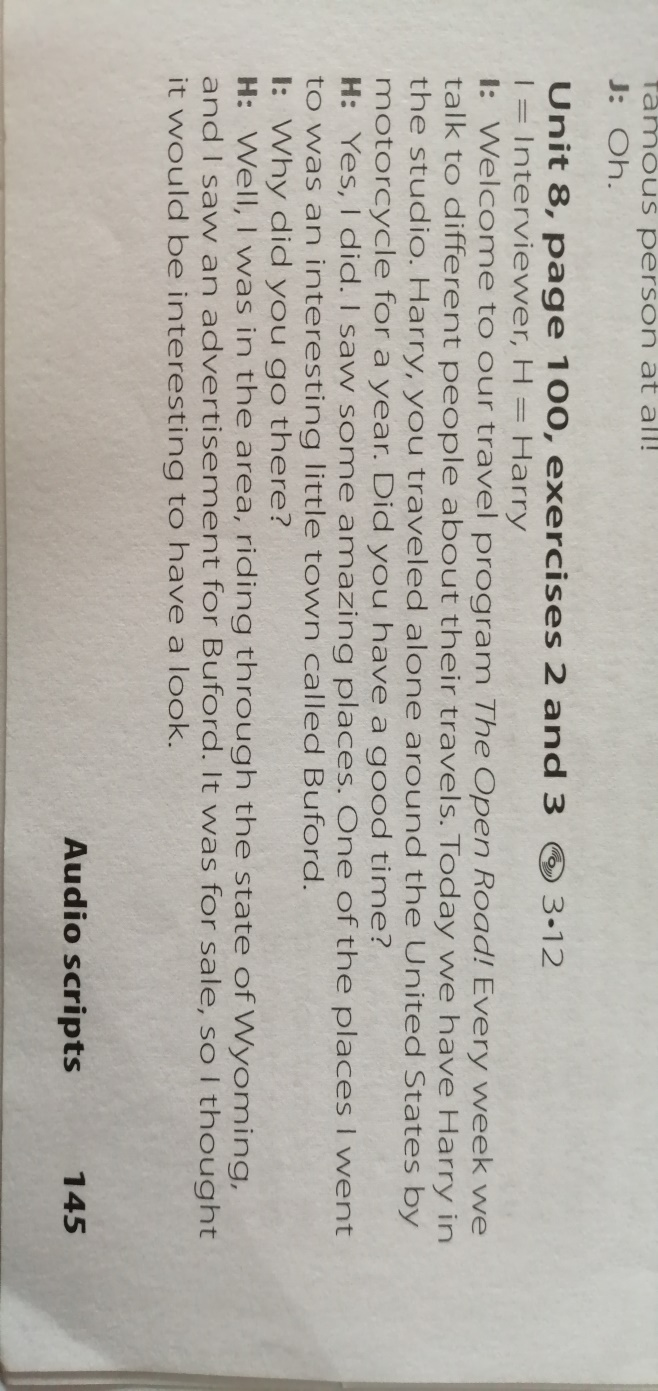 famous person at all!
J: Oh.
Unit 8, page 100, exercises 2 and 3 3•12
I = Interviewer, H = Harry
I: Welcome to our travel program The Open Road! Every week we
talk to different people about their travels. Today we have Harry in
the studio. Harry, you traveled alone around the United States by
motorcycle for a year. Did you have a good time?
H: Yes, I did. I saw some amazing places. One of the places I went
to was an interesting little town called Buford.
I: Why did you go there?
H: Well, I was in the area, riding through the state of Wyoming,
and I saw an advertisement for Buford. It was for sale, so I thought
it would be interesting to have a look.
Audio scripts 145